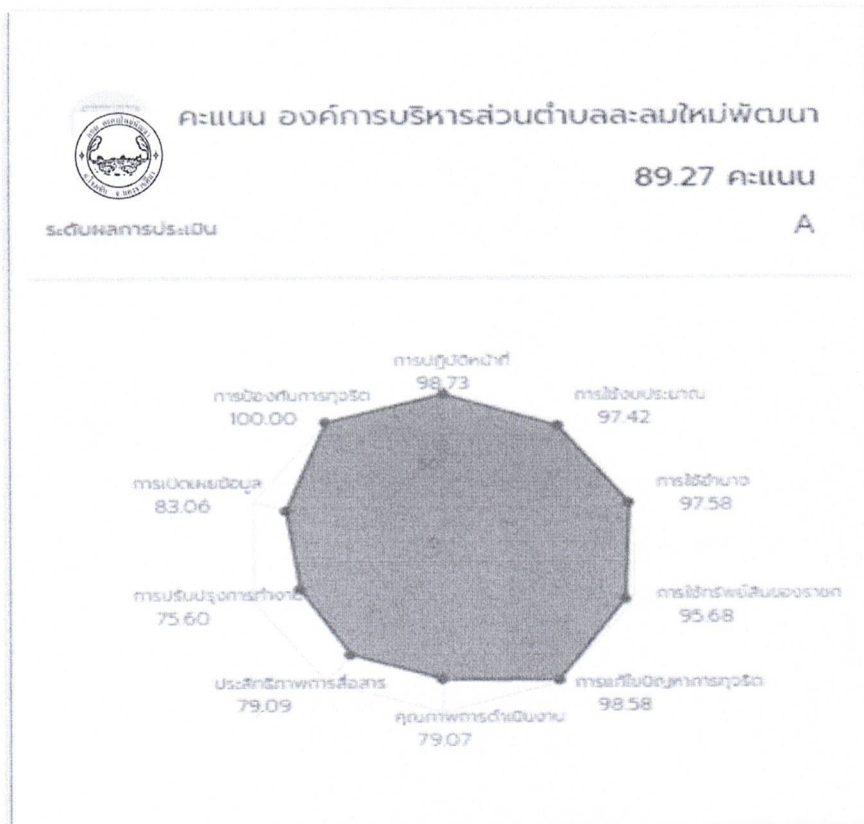 คะแนน องค์การบริหารส่วนตำบลละลมใหม่พัฒนา
89.27 คะแนน
ระดับผลการประเมิน
A
การปฏิบัติหน้าที่
98.73
การใช้งบประมาณ
97.42
การใช้อำนาจ
97.58
การใช้ทรัพย์สินของราชก
95.68
การแก้ไขปัญหาการทุจริต
98.58
คุณภาพการดำเนินงาน
79.07
ประสิทธิภาพการสื่อสาร
79.09
การปรับปรุงการทำงาน
75.60
การเปิดเผยข้อมูล
83.06
การป้องกันการทุจริต
100.00